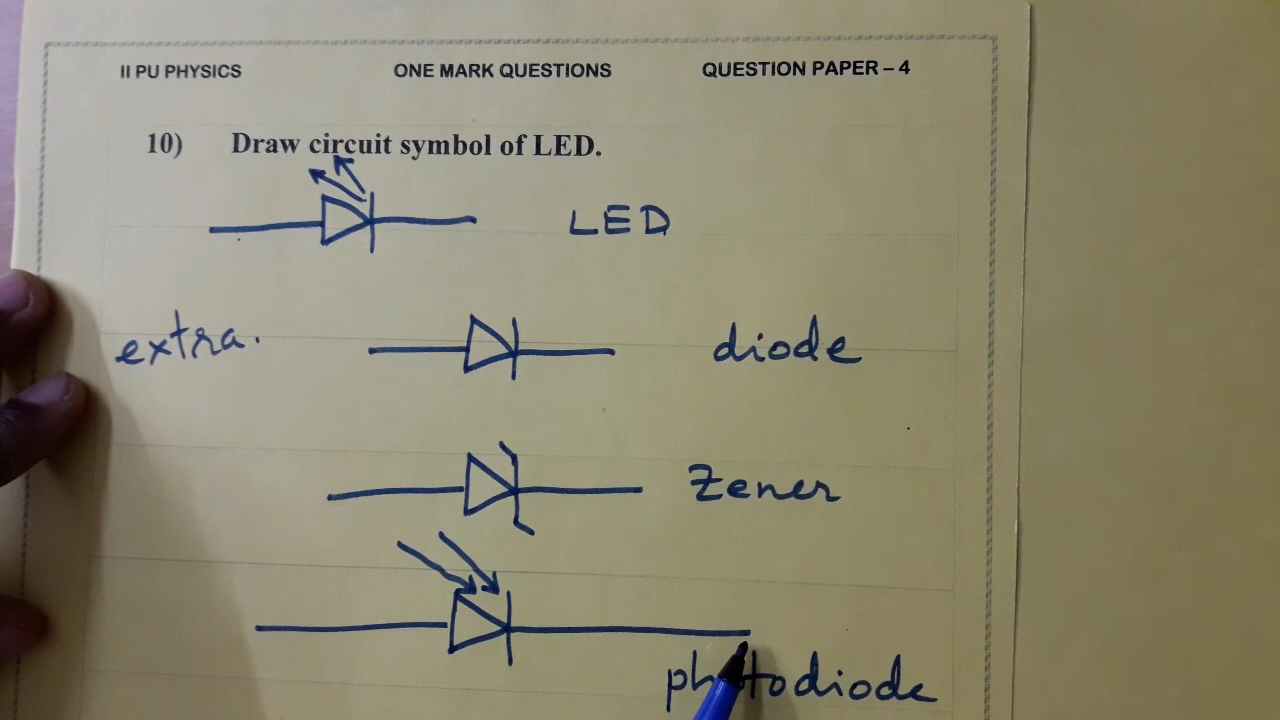 II PU PHYSICS ONE MARK QUESTIONS QUESTION PAPER – 4
10) Draw circuit symbol of LED.
LED
extra. diode
Zener
photodiode